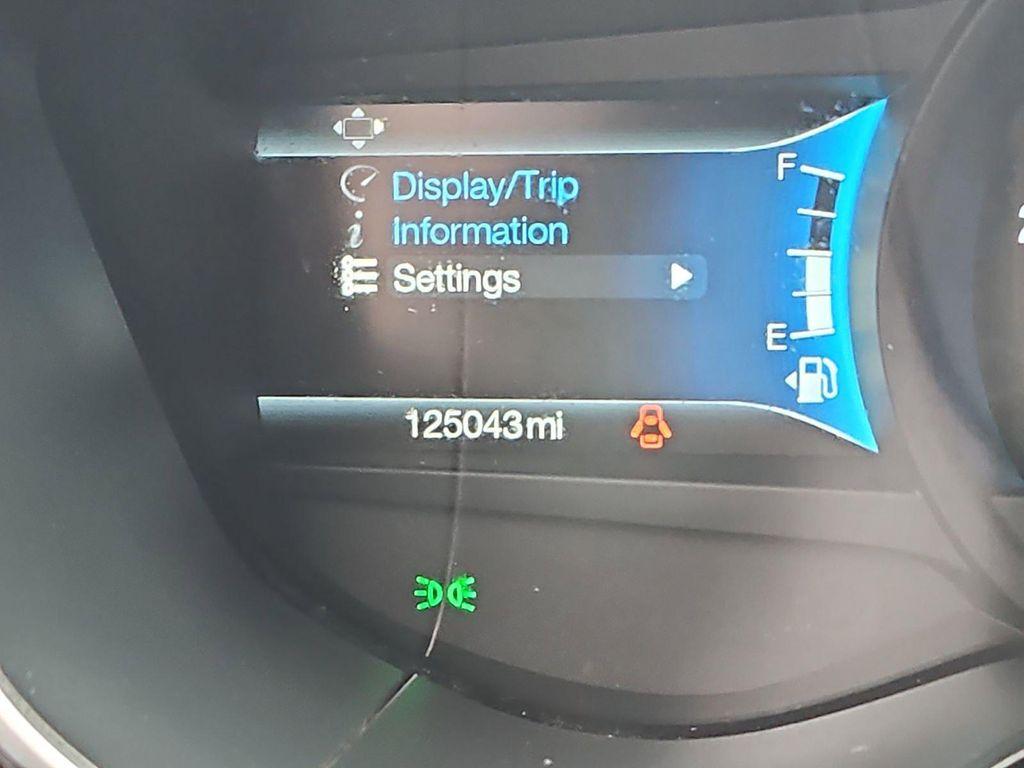 Display/Trip
F
Information
Settings
E
125043mi